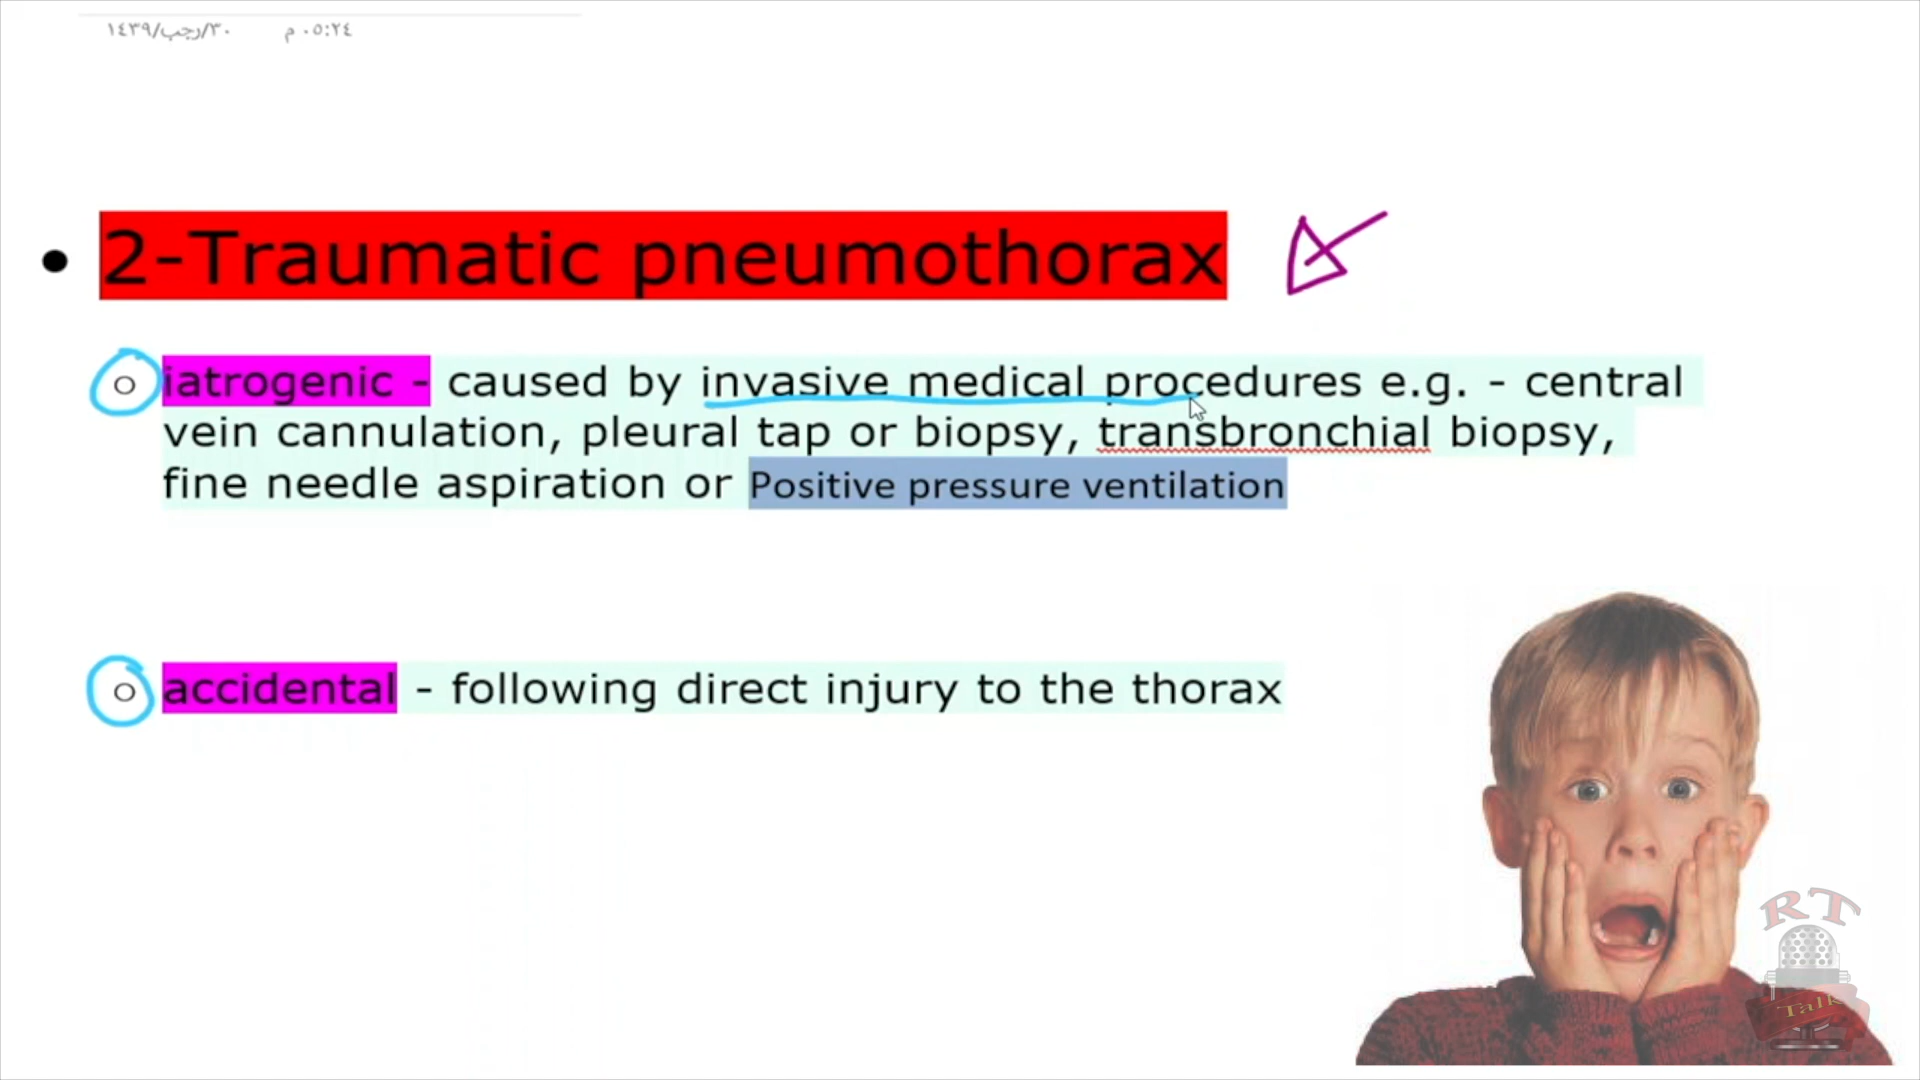 ٣٠/رجب/١٤٣٩ ٠٥:٢٤ م
• 2-Traumatic pneumothorax
o iatrogenic - caused by invasive medical procedures e.g. - central
vein cannulation, pleural tap or biopsy, transbronchial biopsy,
fine needle aspiration or Positive pressure ventilation
o accidental - following direct injury to the thorax
RT
Talk